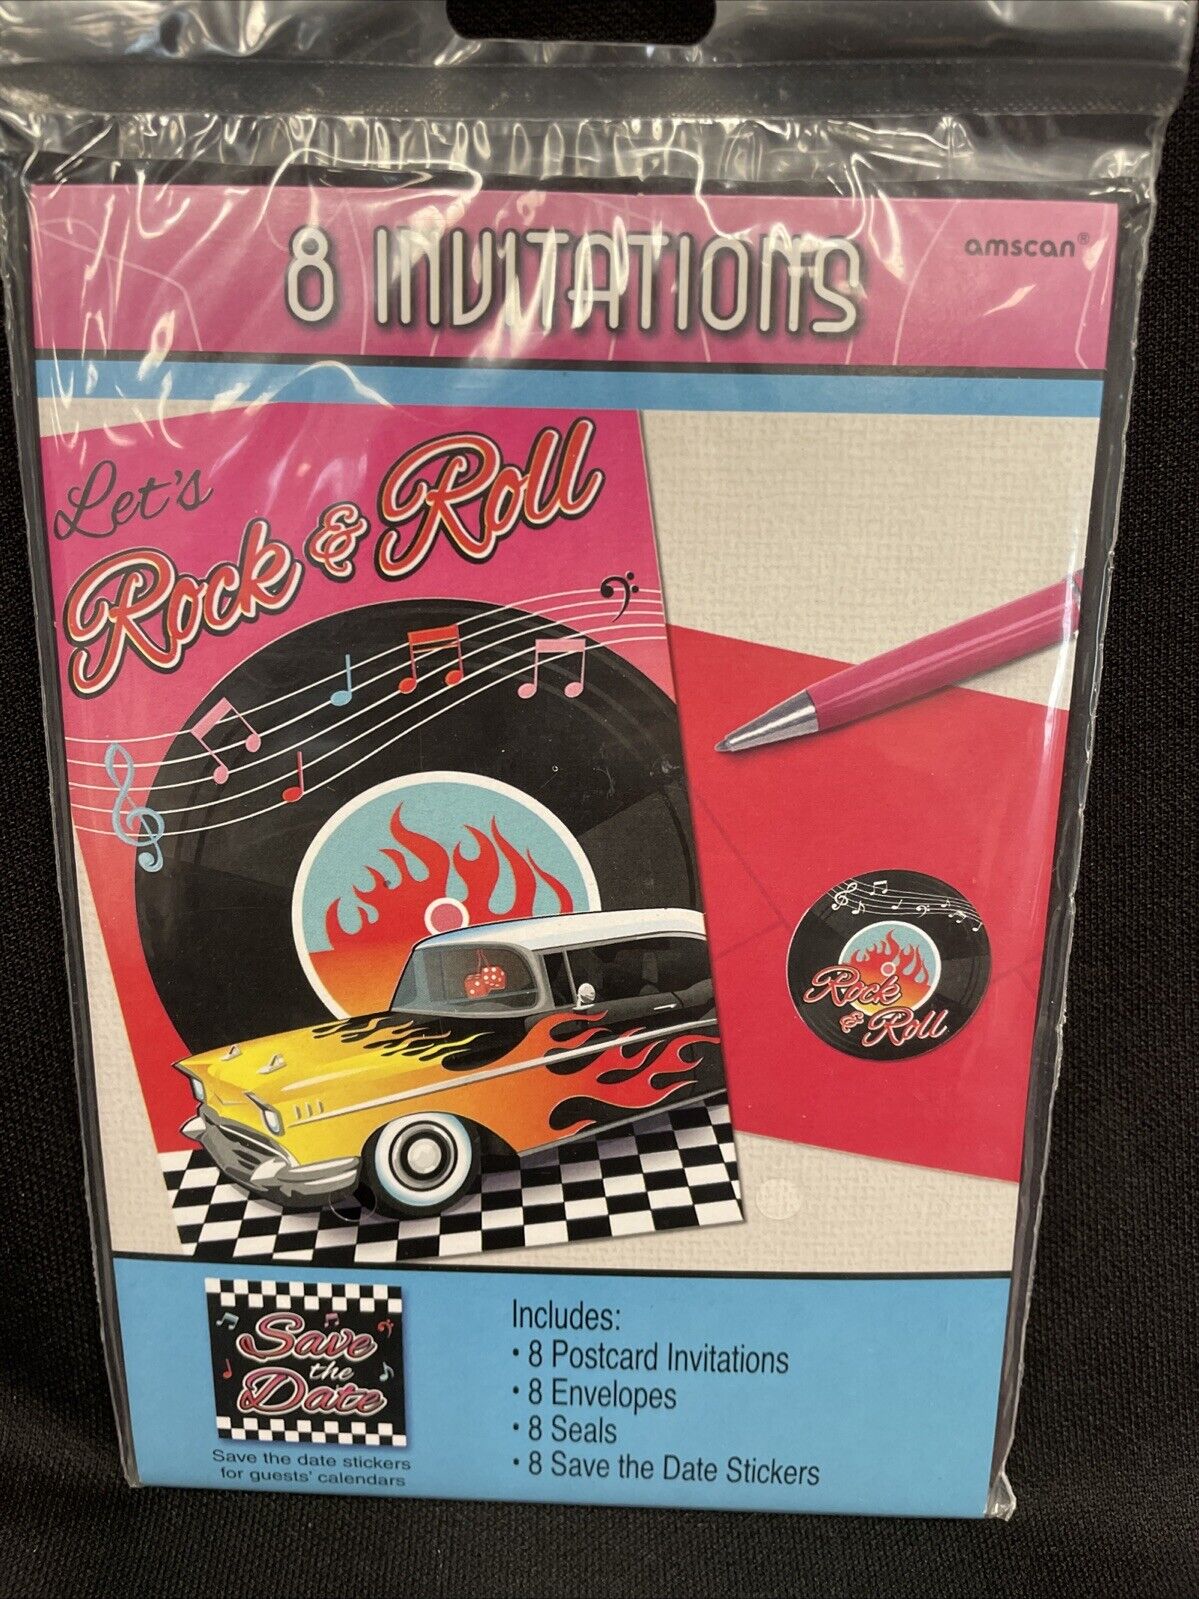 8 INVITATIONS
amscan®
Let's
Rock & Roll
Rock
& Roll
Save
the
Date
Save the date stickers
for guests' calendars
Includes:
• 8 Postcard Invitations
• 8 Envelopes
• 8 Seals
• 8 Save the Date Stickers